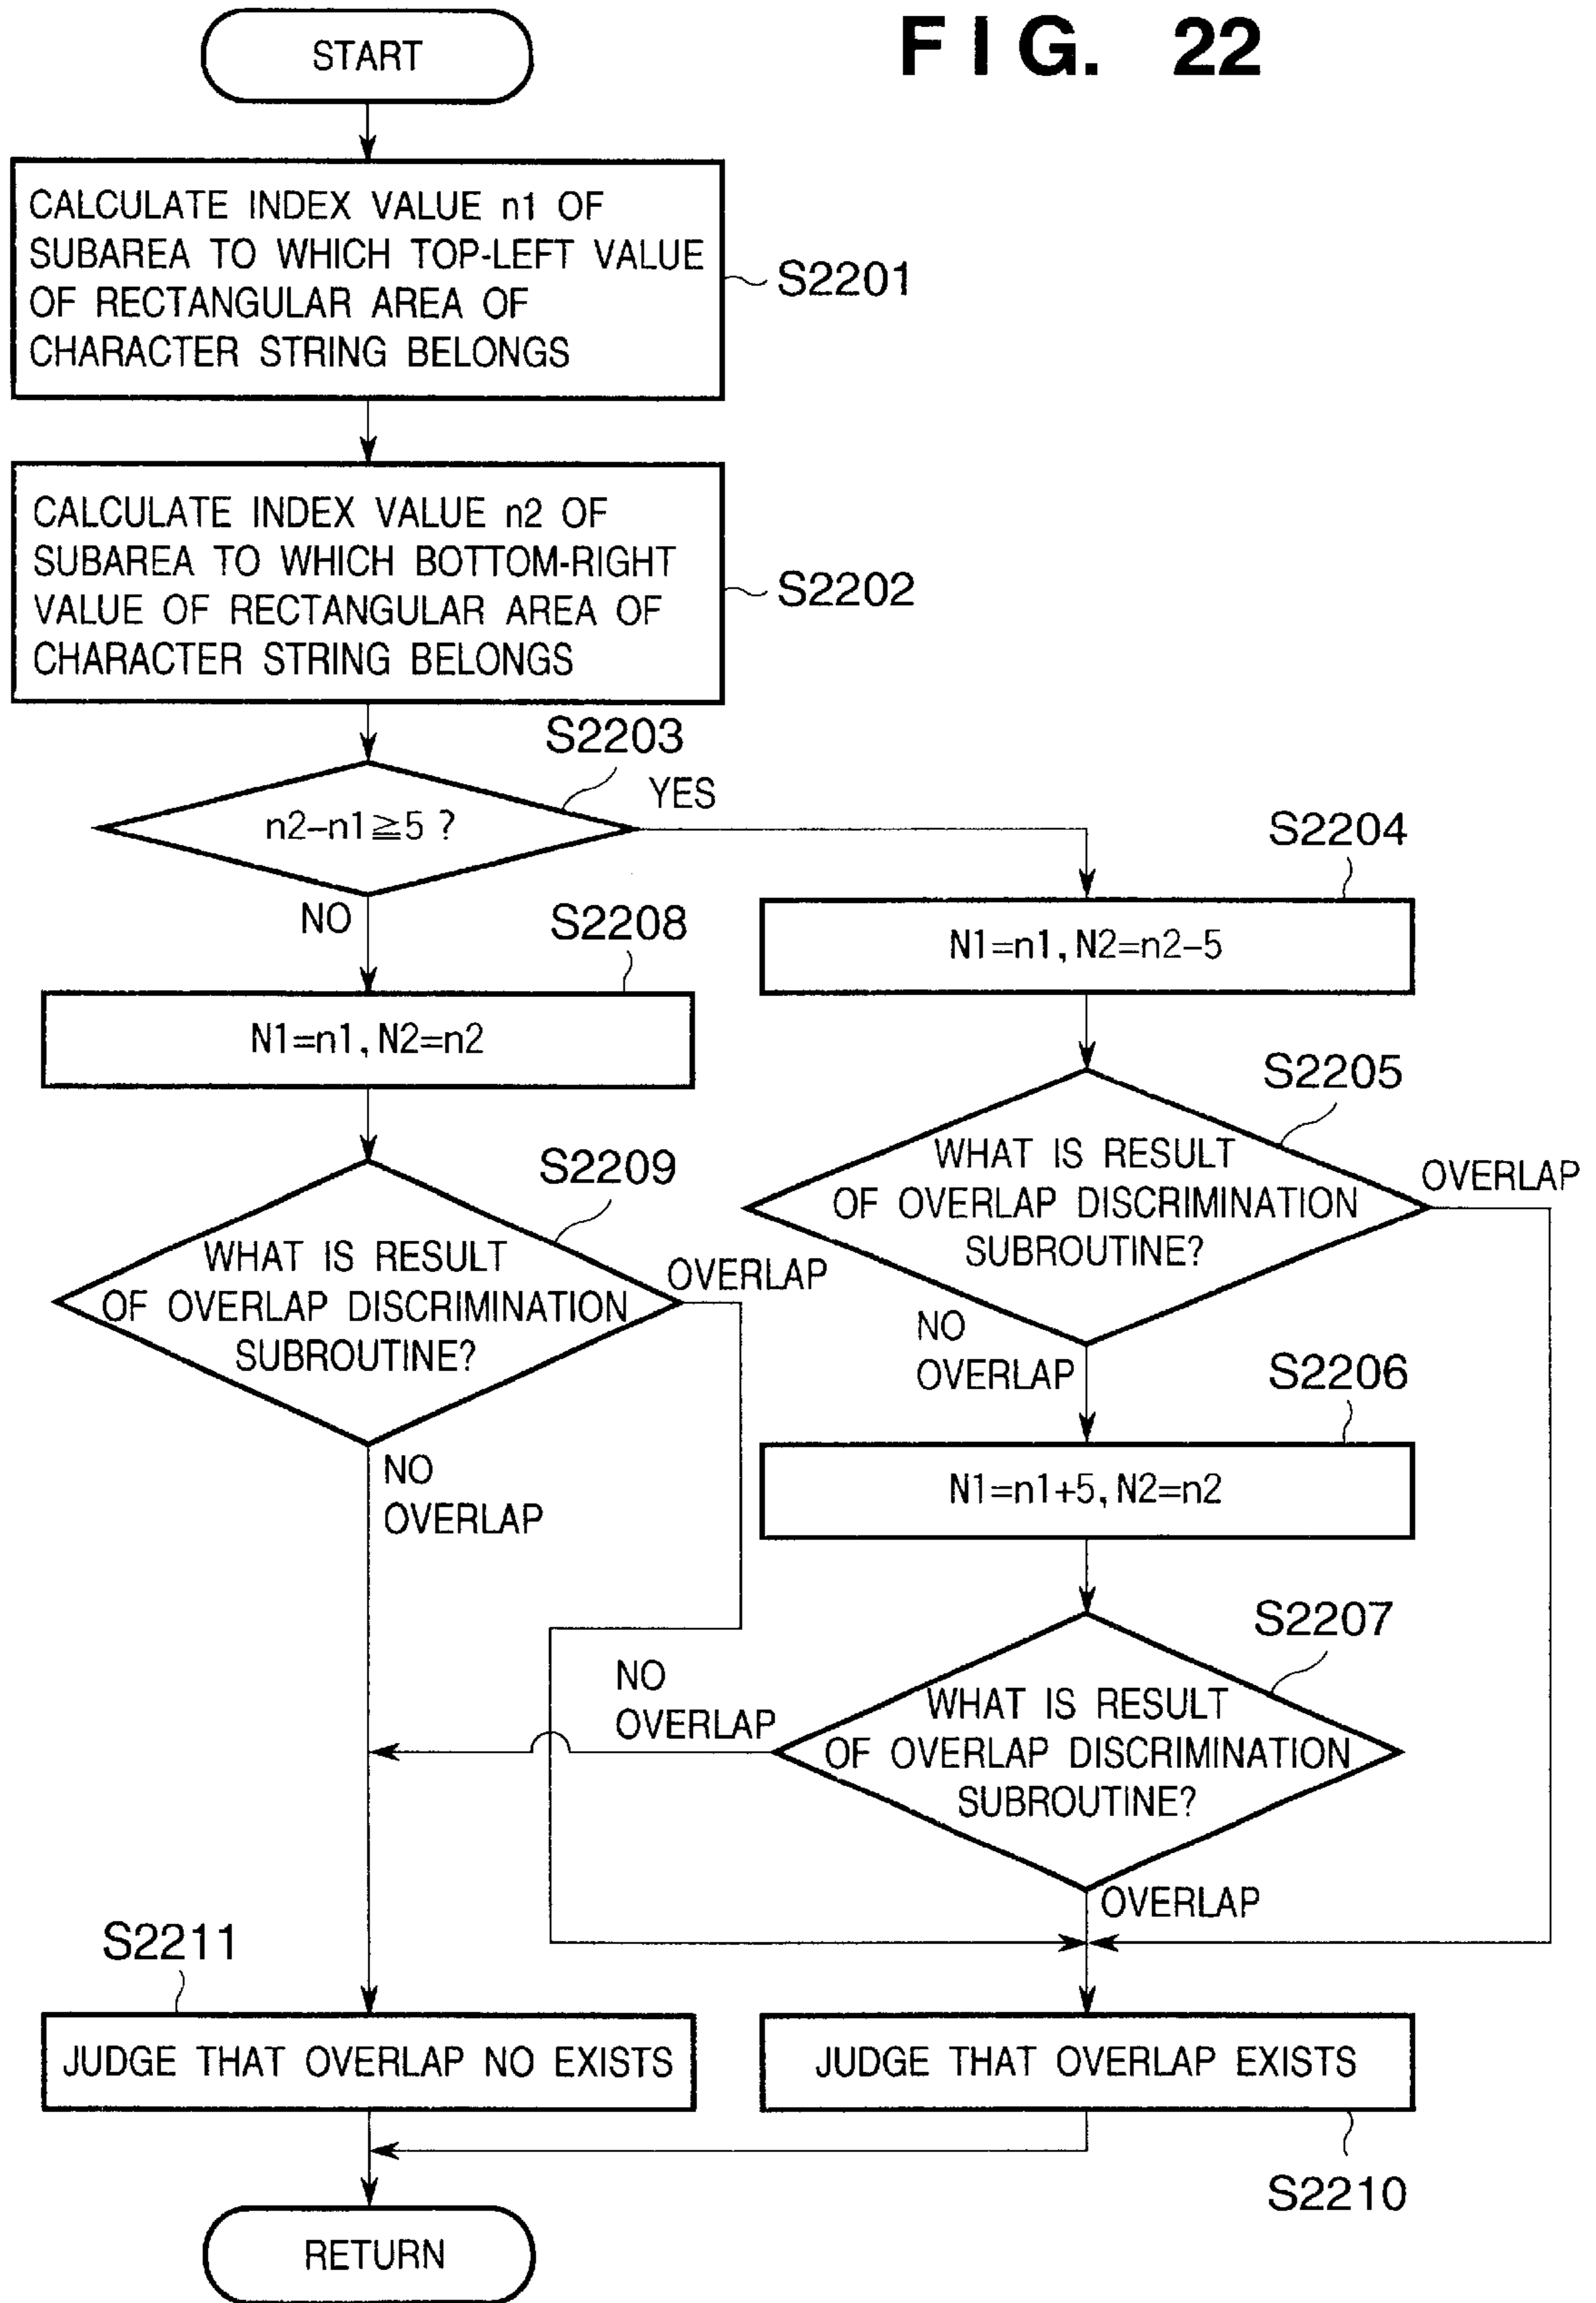 FIG. 22
START
CALCULATE INDEX VALUE n1 OF
SUBAREA TO WHICH TOP-LEFT VALUE
OF RECTANGULAR AREA OF
CHARACTER STRING BELONGS
S2201
CALCULATE INDEX VALUE n2 OF
SUBAREA TO WHICH BOTTOM-RIGHT
VALUE OF RECTANGULAR AREA OF
CHARACTER STRING BELONGS
S2202
S2203
n2-n1≧5 ?
YES
NO
S2204
N1=n1, N2=n2-5
S2208
N1=n1, N2=n2
S2205
WHAT IS RESULT
OF OVERLAP DISCRIMINATION
SUBROUTINE?
OVERLAP
NO
OVERLAP
S2209
WHAT IS RESULT
OF OVERLAP DISCRIMINATION
SUBROUTINE?
OVERLAP
NO
OVERLAP
S2206
N1=n1+5, N2=n2
S2207
WHAT IS RESULT
OF OVERLAP DISCRIMINATION
SUBROUTINE?
NO
OVERLAP
OVERLAP
S2211
JUDGE THAT OVERLAP NO EXISTS
JUDGE THAT OVERLAP EXISTS
S2210
RETURN